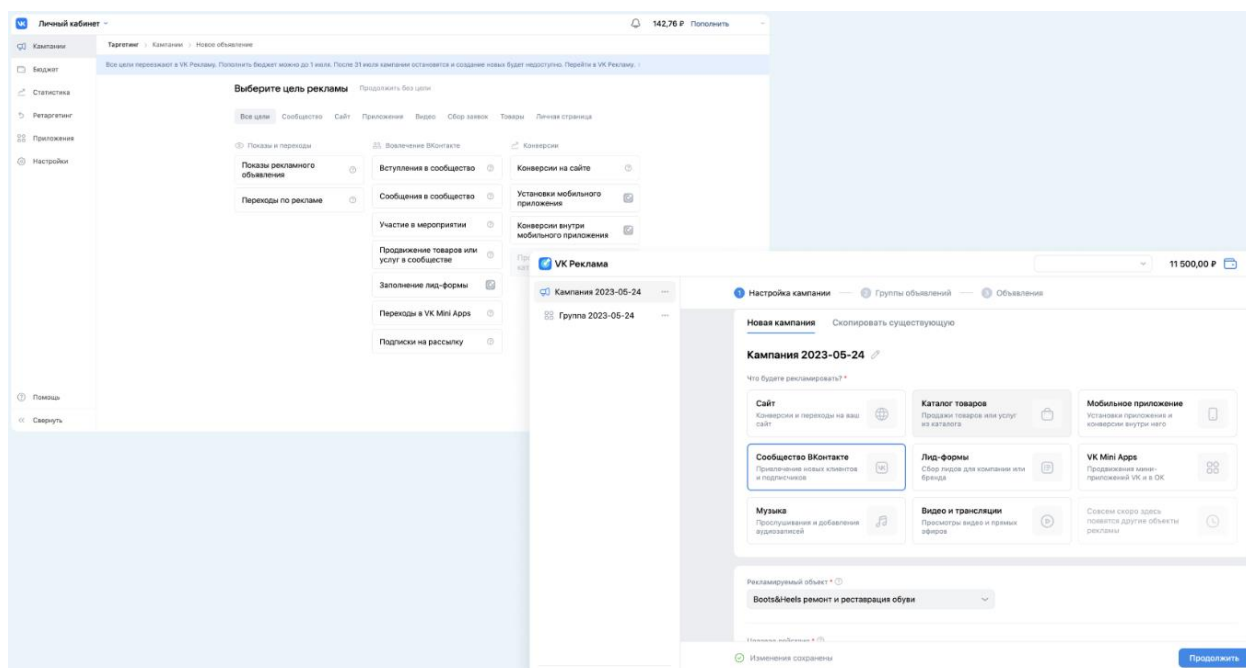 Личный кабинет
142,76 ₽ Пополнить
Кампании
Бюджет
Статистика
Ретаргетинг
Приложения
Настройки
Помощь
Свернуть
Таргетинг > Кампании > Новое объявление
Все цели переезжают в VK Рекламу. Пополнить бюджет можно до 1 июля. После 31 июля кампании остановятся и создание новых будет недоступно. Перейти в VK Рекламу. >
Выберите цель рекламы Продолжить без цели
Все цели Сообщество Сайт Приложения Видео Сбор заявок Товары Личная страница
Показы и переходы
Показы рекламного
объявления
Переходы по рекламе
Вовлечение ВКонтакте
Вступления в сообщество
Сообщения в сообщество
Участие в мероприятии
Продвижение товаров или
услуг в сообществе
Заполнение лид-формы
Переходы в VK Mini Apps
Подписки на рассылку
Конверсии
Конверсии на сайте
Установки мобильного
приложения
Конверсии внутри
мобильного приложения
VK Реклама
11 500,00 ₽
Кампания 2023-05-24
Группа 2023-05-24
1 Настройка кампании 2 Группы объявлений 3 Объявления
Новая кампания Скопировать существующую
Кампания 2023-05-24
Что будете рекламировать? *
Сайт
Конверсии и переходы на ваш
сайт
Каталог товаров
Продажи товаров или услуг
из каталога
Мобильное приложение
Установки приложения и
конверсии внутри него
Сообщество ВКонтакте
Привлечение новых клиентов
и подписчиков
Лид-формы
Сбор лидов для компании или
бренда
VK Mini Apps
Продвижение мини-
приложений VK и в ОК
Музыка
Прослушивание и добавление
аудиозаписей
Видео и трансляции
Просмотры видео и прямых
эфиров
Совсем скоро здесь
появятся другие объекты
рекламы
Рекламируемый объект *
Boots&Heels ремонт и реставрация обуви
Изменения сохранены
Продолжить